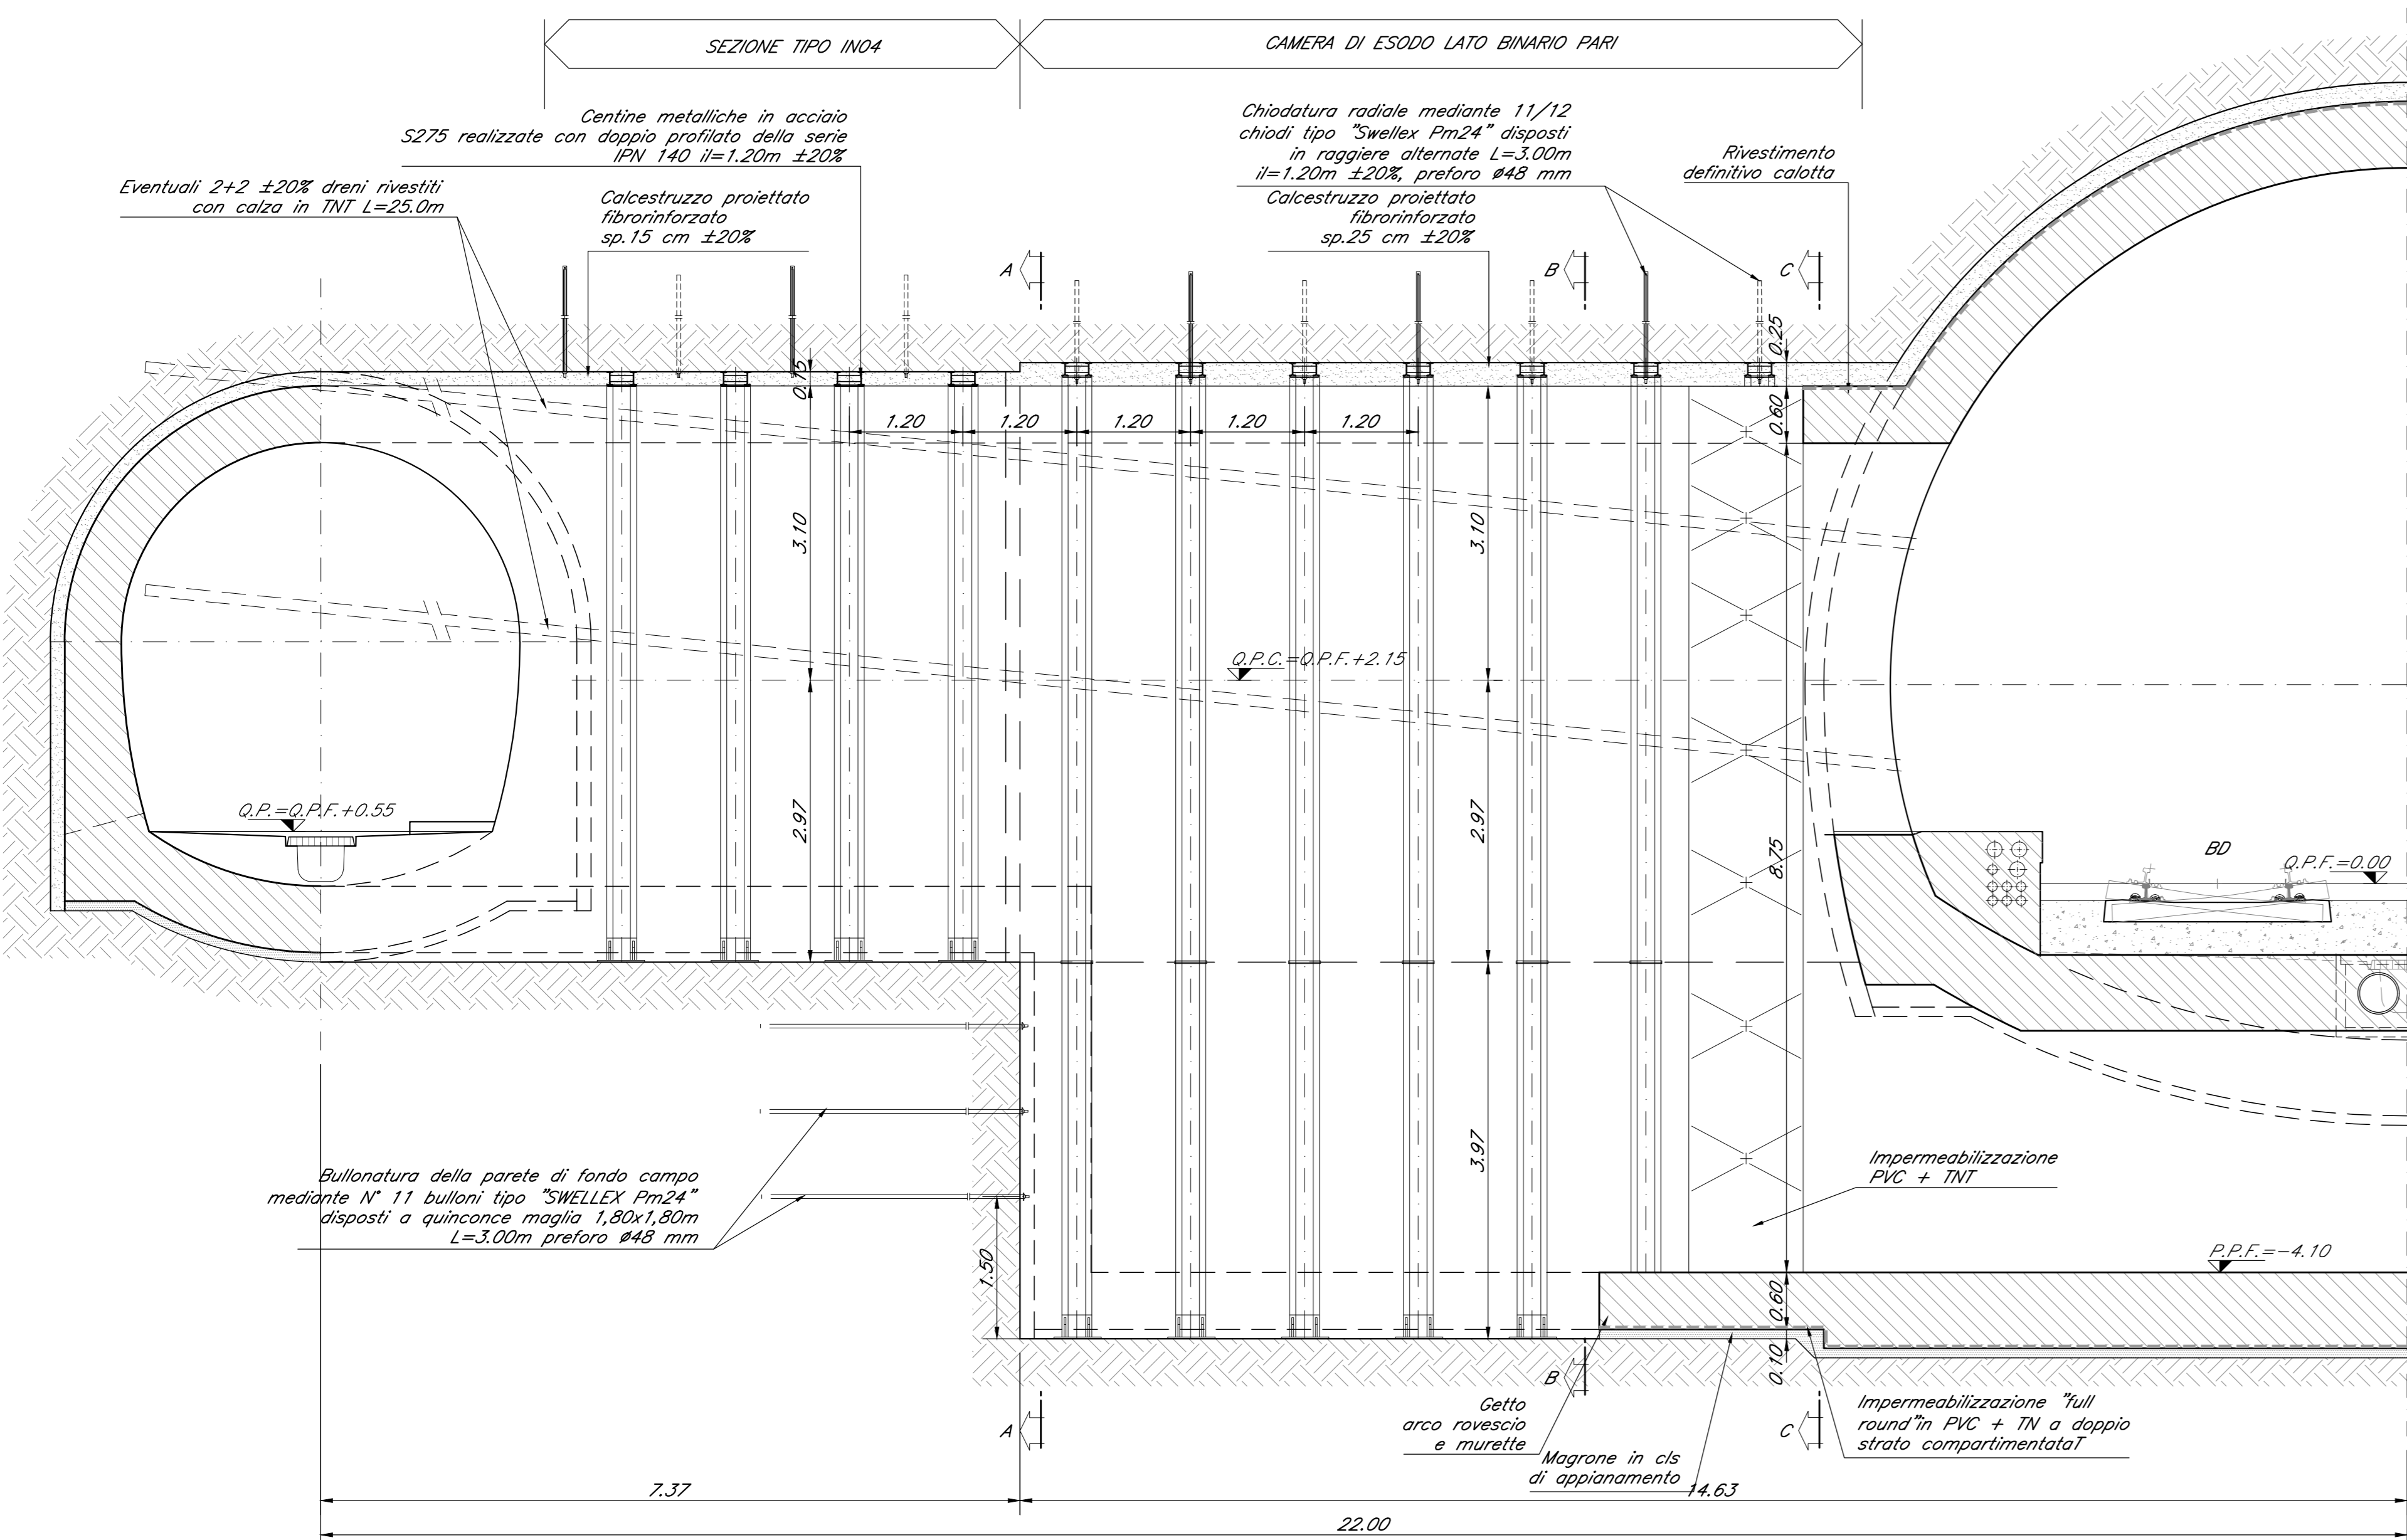 SEZIONE TIPO IN04
CAMERA DI ESODO LATO BINARIO PARI
Centine metalliche in acciaio
S275 realizzate con doppio profilato della serie
IPN 140 il=1.20m ±20%
Eventuali 2+2 ±20% dreni rivestiti
con calza in TNT L=25.0m
Calcestruzzo proiettato
fibrorinforzato
sp.15 cm ±20%
Chiodatura radiale mediante 11/12
chiodi tipo "Swellex Pm24" disposti
in raggiere alternate L=3.00m
il=1.20m ±20%, preforo ø48 mm
Calcestruzzo proiettato
fibrorinforzato
sp.25 cm ±20%
Rivestimento
definitivo calotta
A
B
C
0.15
0.25
0.60
1.20
1.20
1.20
1.20
1.20
3.10
3.10
Q.P.C.=Q.P.F.+2.15
Q.P.=Q.P.F.+0.55
2.97
2.97
8.75
BD
Q.P.F.=0.00
3.97
Bullonatura della parete di fondo campo
mediante N° 11 bulloni tipo "SWELLEX Pm24"
disposti a quinconce maglia 1,80x1,80m
L=3.00m preforo ø48 mm
1.50
Impermeabilizzazione
PVC + TNT
P.P.F.=-4.10
0.60
0.10
A
B
C
Getto
arco rovescio
e murette
Magrone in cls
di appianamento
Impermeabilizzazione "full
round"in PVC + TN a doppio
strato compartimentataT
7.37
14.63
22.00